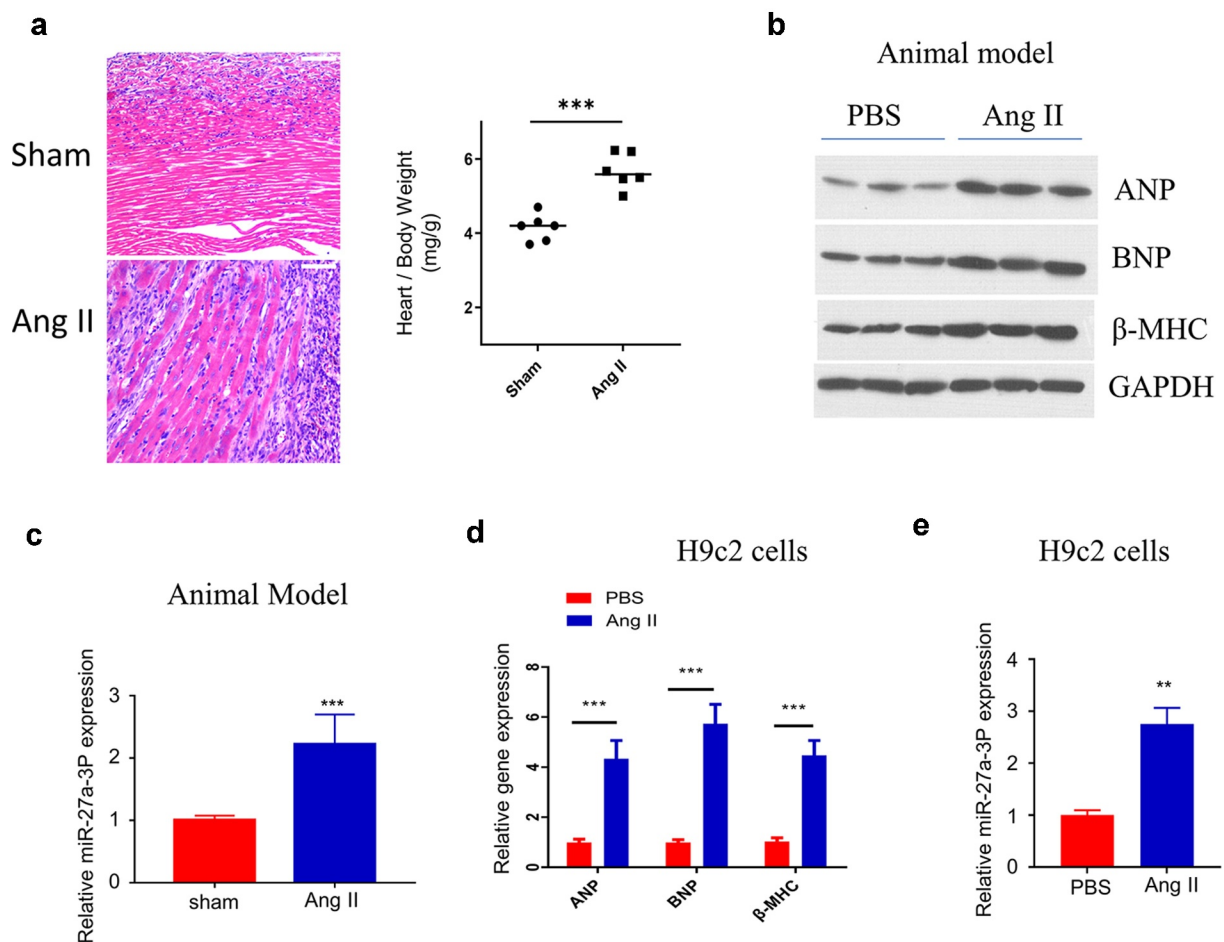 a
Sham
Ang II
***
Heart / Body Weight
(mg/g)
6
4
2
Sham
Ang II
b
Animal model
PBS
Ang II
ANP
BNP
β-MHC
GAPDH
c
Animal Model
Relative miR-27a-3P expression
3
2
1
0
***
sham
Ang II
d
H9c2 cells
PBS
Ang II
Relative gene expression
8
6
4
2
0
***
***
***
ANP
BNP
β-MHC
e
H9c2 cells
Relative miR-27a-3P expression
4
3
2
1
0
**
PBS
Ang II